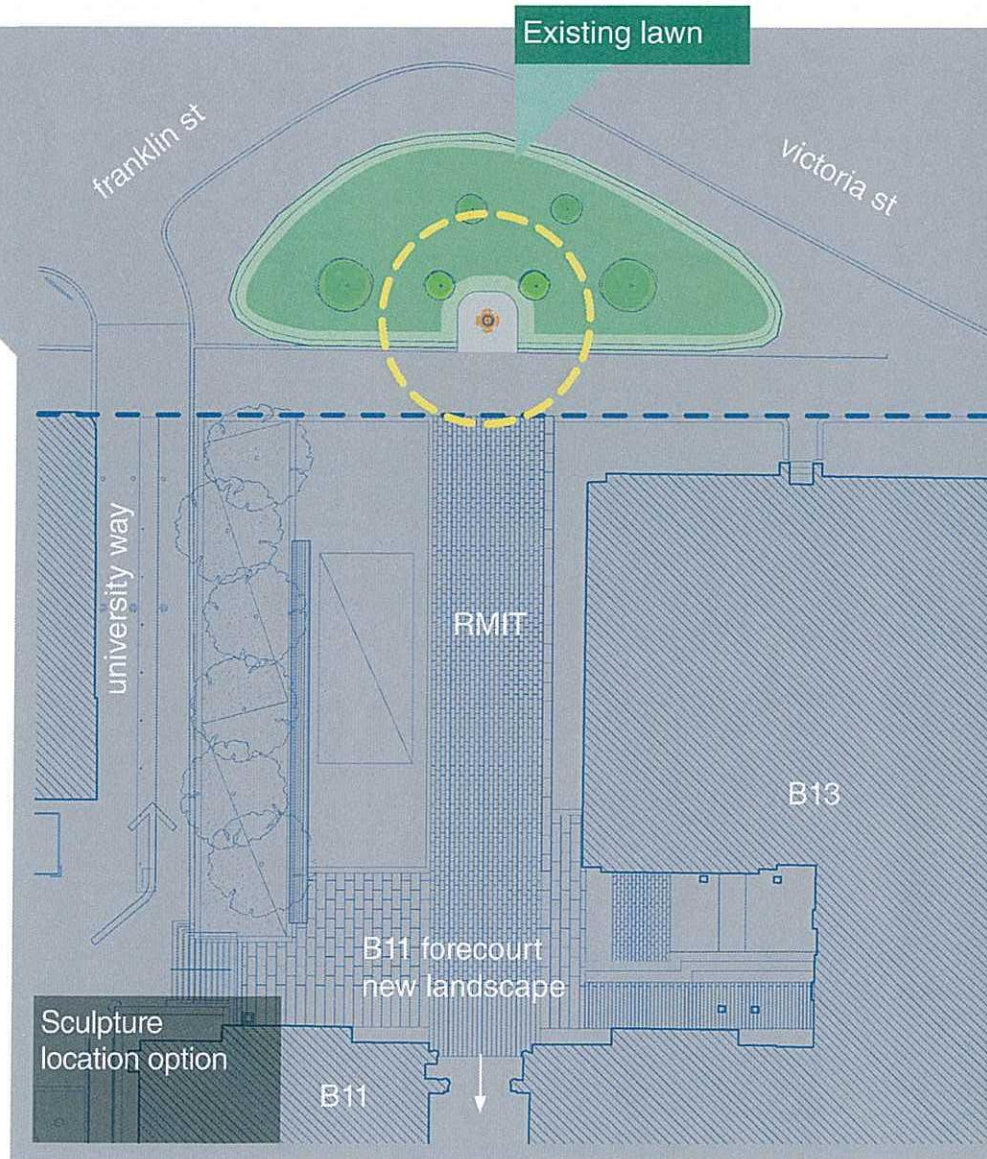 Existing lawn
franklin st
victoria st
university way
RMIT
B13
B11 forecourt
new landscape
Sculpture
location option
B11